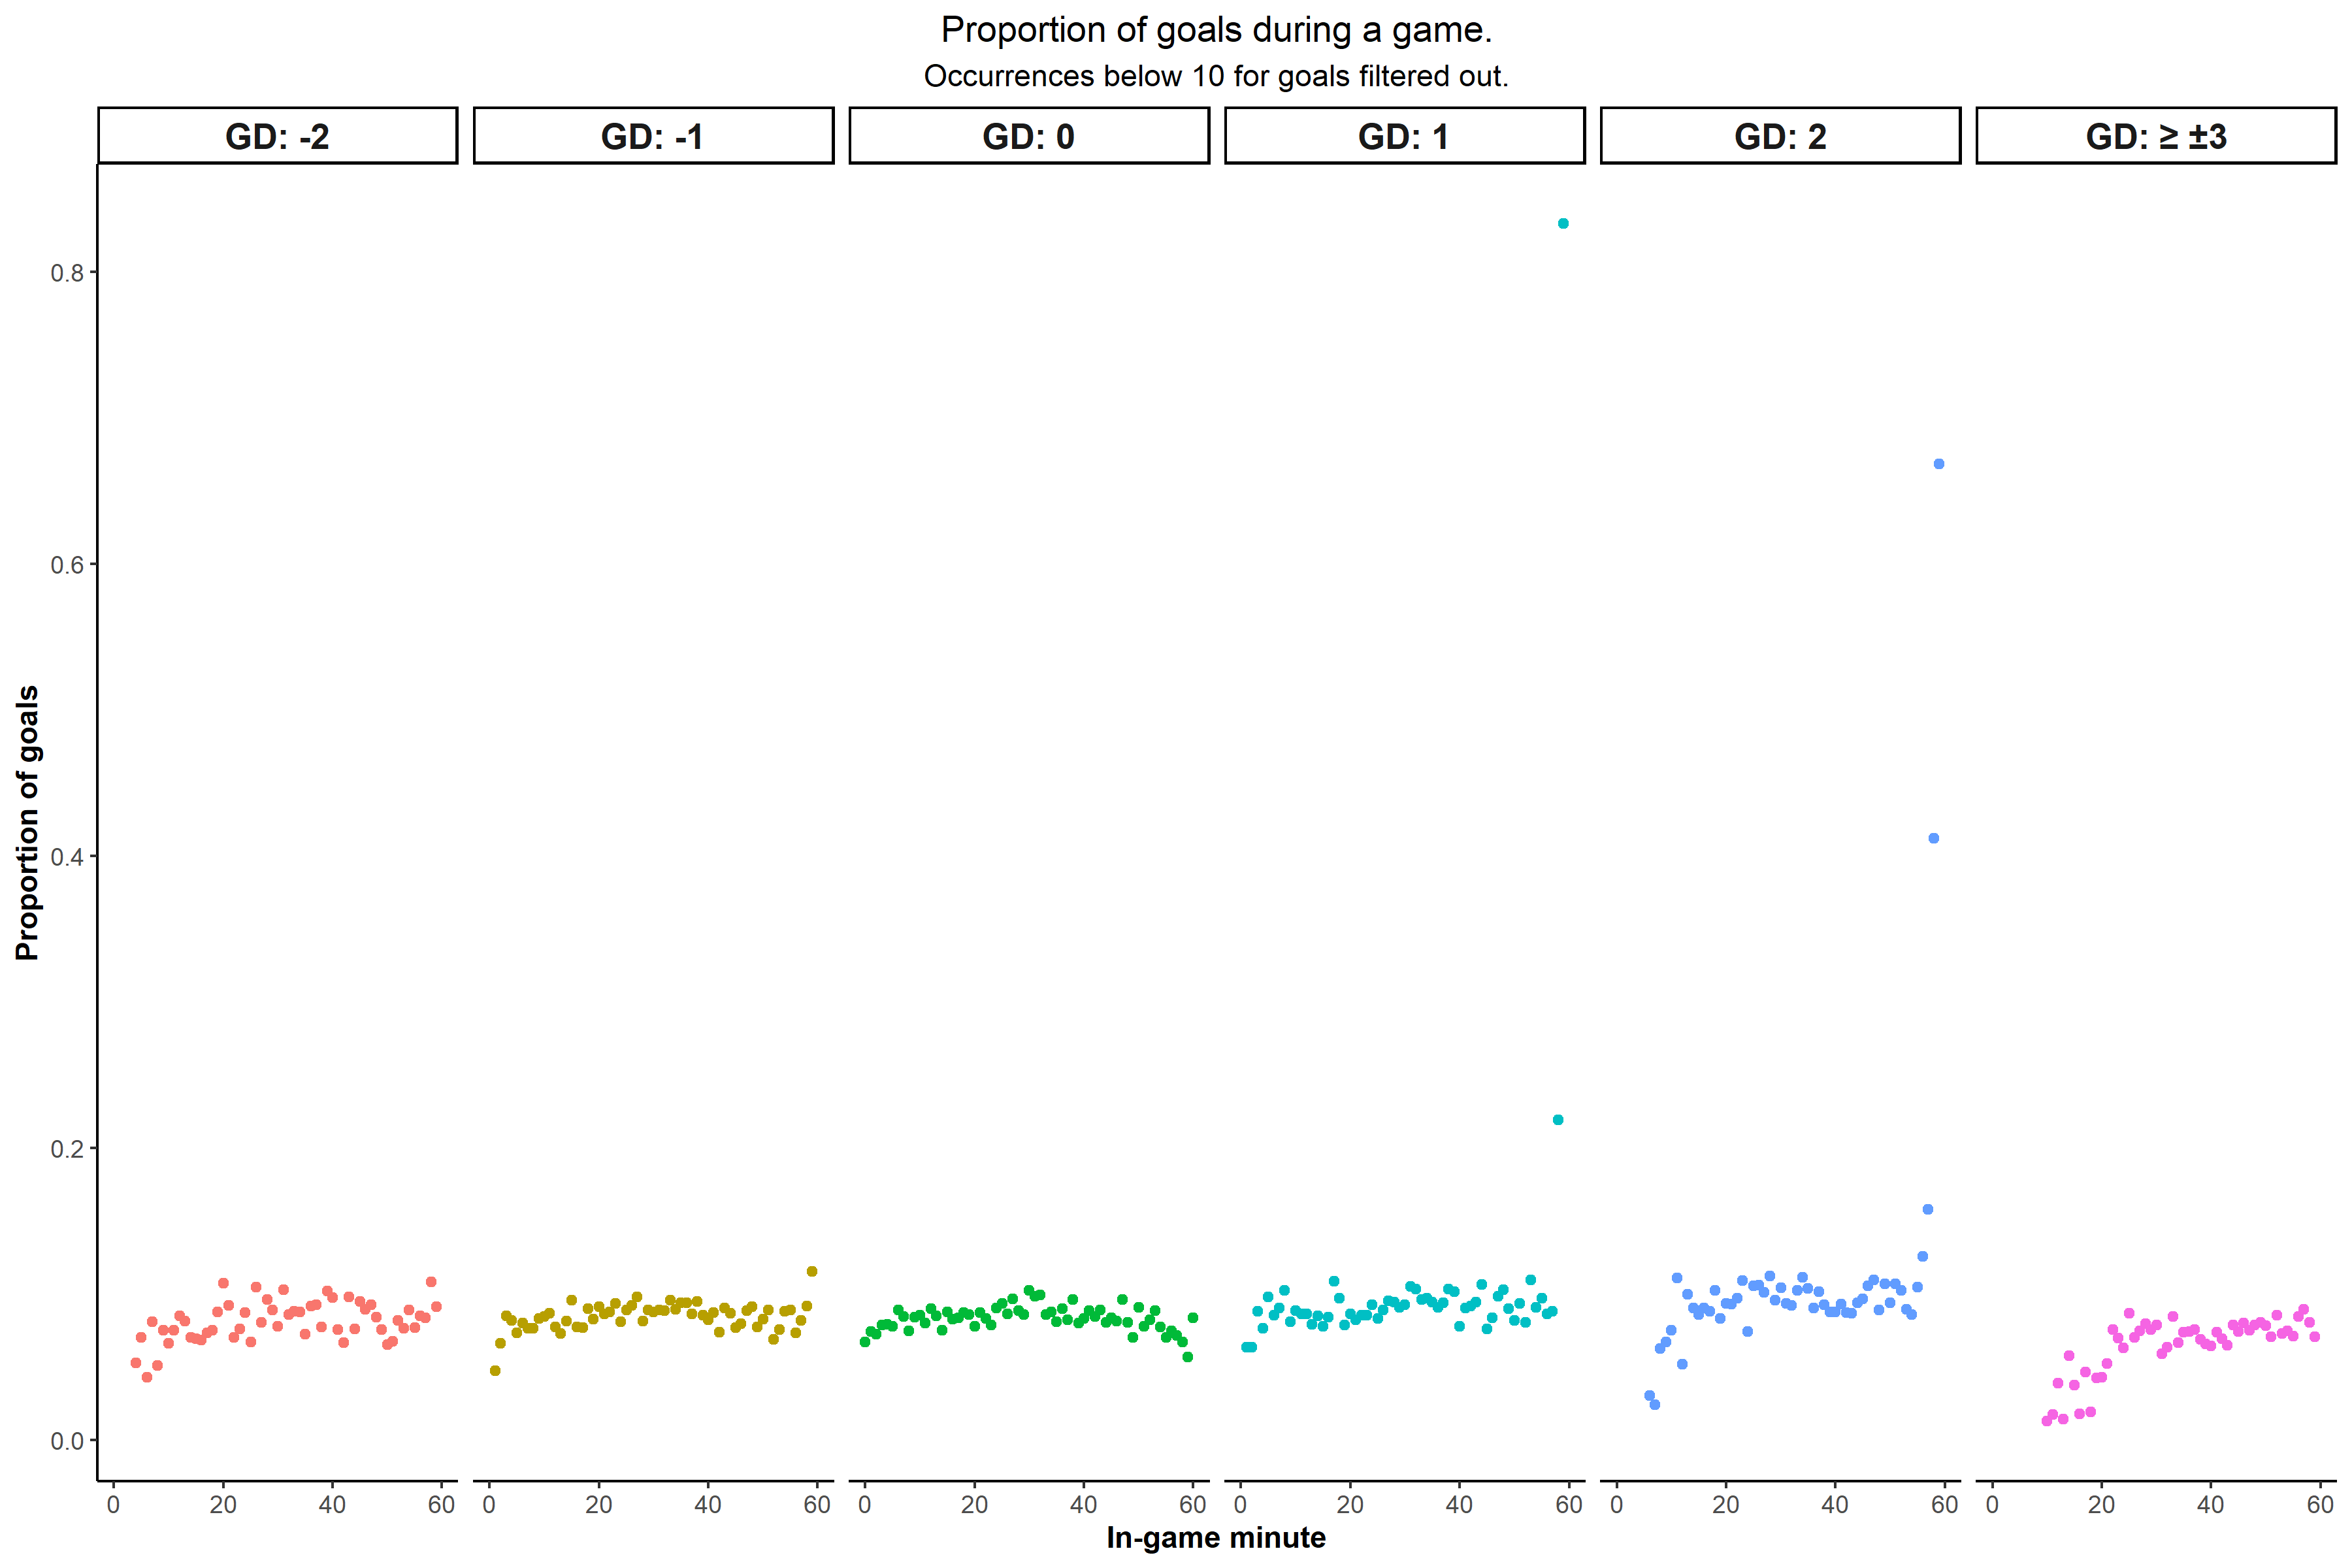 Proportion of goals during a game.
Occurrences below 10 for goals filtered out.
GD: -2 GD: -1 GD: 0 GD: 1 GD: 2 GD: ≥ ±3
Proportion of goals
0.8
0.6
0.4
0.2
0.0
0 20 40 60 0 20 40 60 0 20 40 60 0 20 40 60 0 20 40 60 0 20 40 60
In-game minute